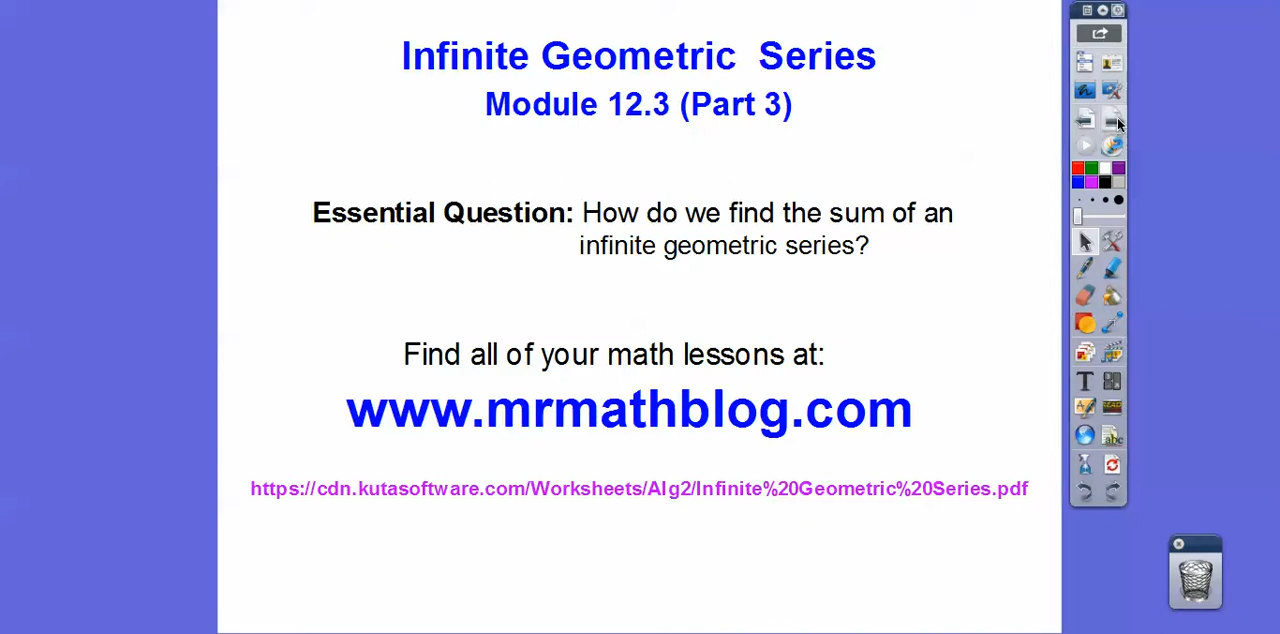 Infinite Geometric Series
Module 12.3 (Part 3)
Essential Question: How do we find the sum of an
infinite geometric series?
Find all of your math lessons at:
www.mrmathblog.com
https://cdn.kutasoftware.com/Worksheets/Alg2/Infinite%20Geometric%20Series.pdf
T
abc